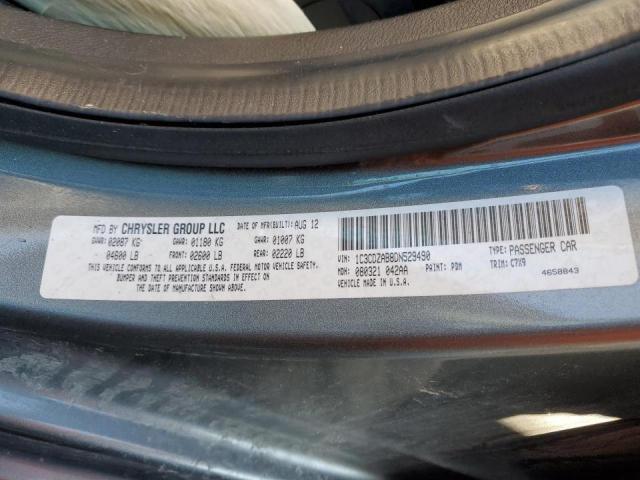 MFD BY CHRYSLER GROUP LLC DATE OF MFR(BUILT): AUG 12
GVWR: 02087 KG GAWR: 01180 KG GAWR: 01007 KG
04600 LB FRONT: 02600 LB REAR: 02220 LB
THIS VEHICLE CONFORMS TO ALL APPLICABLE U.S.A. FEDERAL MOTOR VEHICLE SAFETY,
BUMPER AND THEFT PREVENTION STANDARDS IN EFFECT ON
THE DATE OF MANUFACTURE SHOWN ABOVE.
VIN: 1C3CDZAB8DN529490 TYPE: PASSENGER CAR
MDH: 080321 042AA PAINT: PDM TRIM: C7X9
VEHICLE MADE IN U.S.A. 4658843